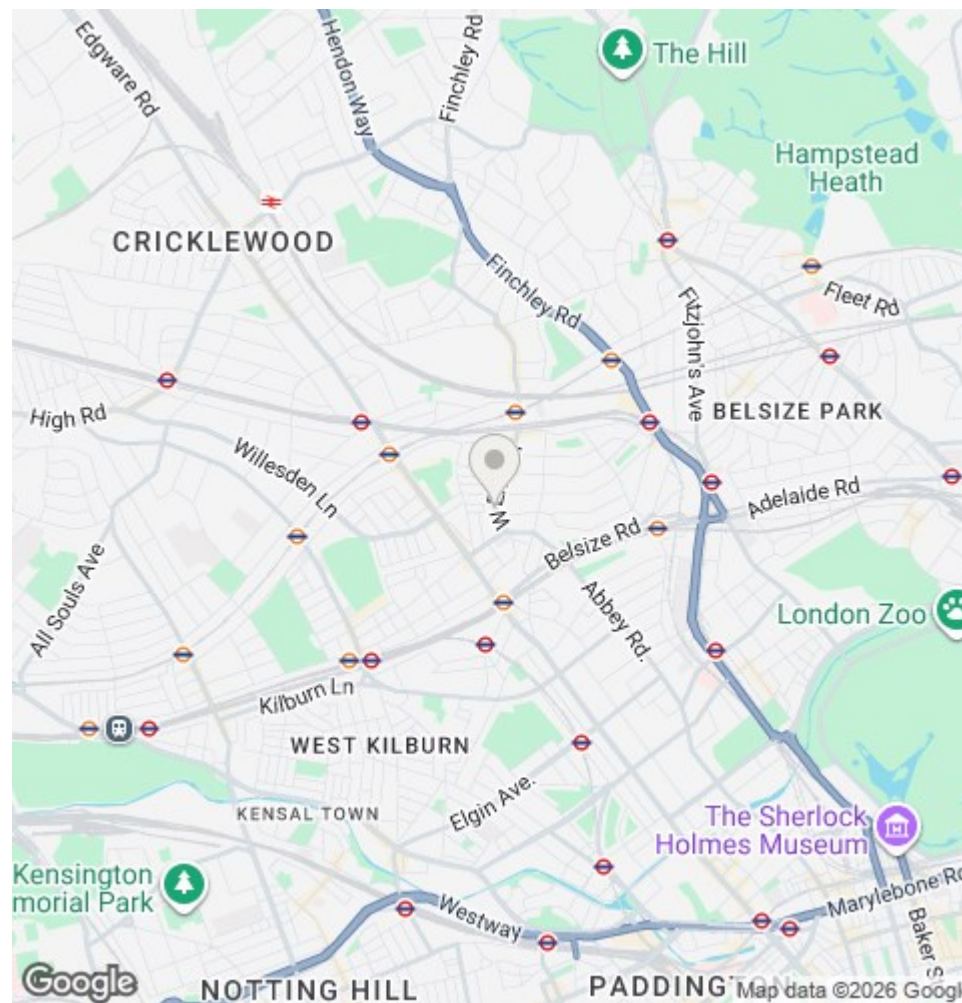 Edgware Rd
Hendon Way
Finchley Rd
The Hill
Hampstead
Heath
CRICKLEWOOD
Finchley Rd
Fitzjohn's Ave
Fleet Rd
High Rd
BELSIZE PARK
Willesden Ln
Adelaide Rd
Belsize Rd
All Souls Ave
Abbey Rd.
London Zoo
Kilburn Ln
WEST KILBURN
KENSAL TOWN
Elgin Ave.
The Sherlock
Holmes Museum
Kensington
morial Park
Westway
Marylebone Rd
Baker S
Google
NOTTING HILL
PADDINGTON
Map data ©2026 Google